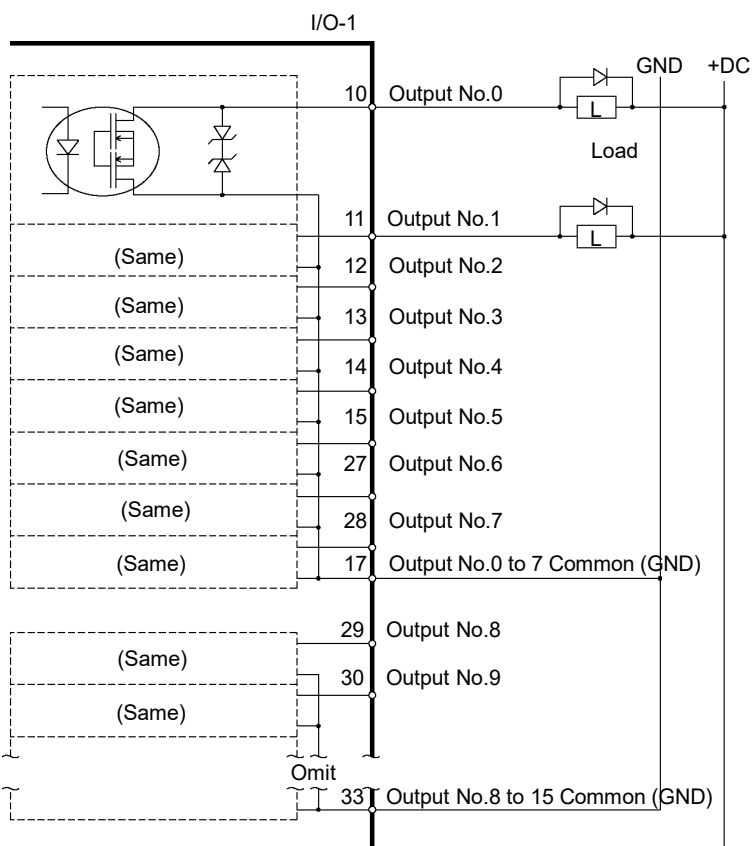 I/O-1
GND +DC
10 Output No.0
L
Load
11 Output No.1
L
(Same)
12 Output No.2
(Same)
13 Output No.3
(Same)
14 Output No.4
(Same)
15 Output No.5
(Same)
27 Output No.6
(Same)
28 Output No.7
(Same)
17 Output No.0 to 7 Common (GND)
29 Output No.8
(Same)
30 Output No.9
(Same)
Omit
33 Output No.8 to 15 Common (GND)